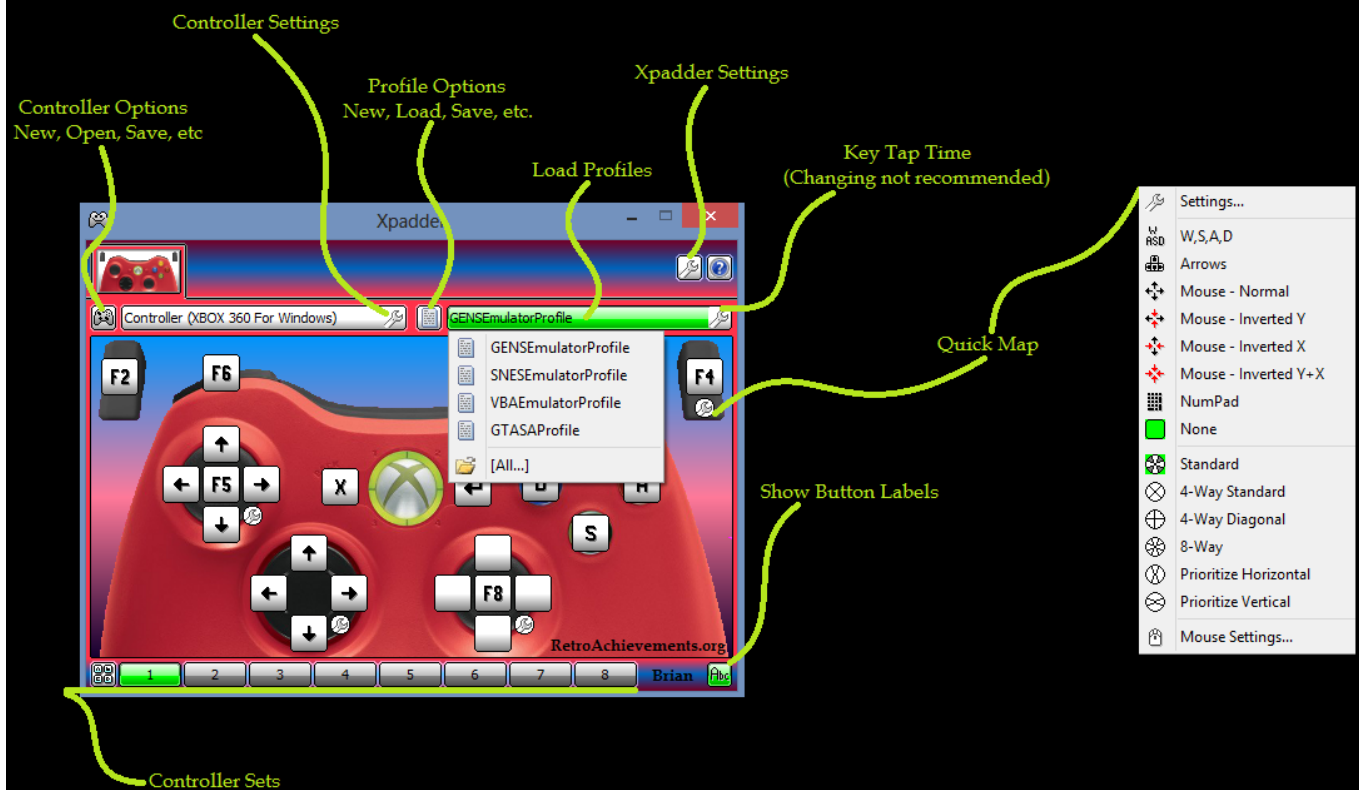 Controller Settings
Profile Options
New, Load, Save, etc.
Xpadder Settings
Controller Options
New, Open, Save, etc
Load Profiles
Key Tap Time
(Changing not recommended)
Xpadder
Controller (XBOX 360 For Windows)
GENSEmulatorProfile
GENSEmulatorProfile
SNESEmulatorProfile
VBAEmulatorProfile
GTASAProfile
[All...]
F2
F6
F4
F5
X
S
F8
RetroAchievements.org
1 2 3 4 5 6 7 8 Brian Abc
Quick Map
Show Button Labels
Controller Sets
Settings...
W ASD W,S,A,D
Arrows
Mouse - Normal
Mouse - Inverted Y
Mouse - Inverted X
Mouse - Inverted Y+X
NumPad
None
Standard
4-Way Standard
4-Way Diagonal
8-Way
Prioritize Horizontal
Prioritize Vertical
Mouse Settings...